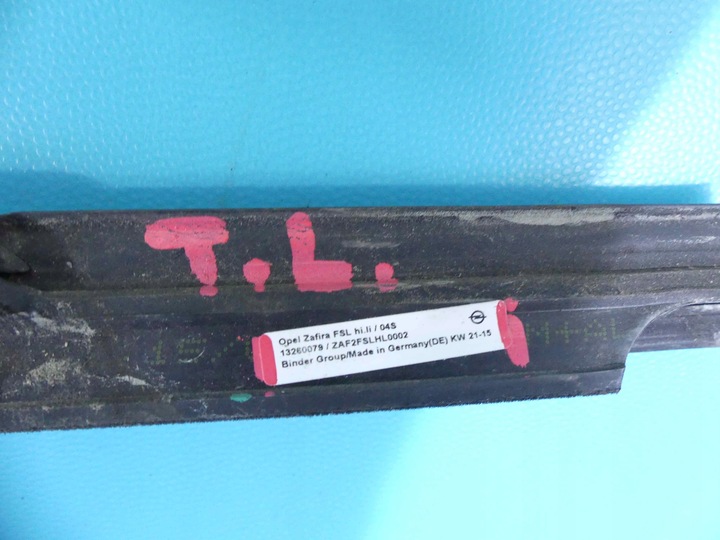 T.L.
Opel Zafira FSL hi.li / 04S
13260079 / ZAF2FSLHL0002
Binder Group/Made in Germany(DE) KW 21-15